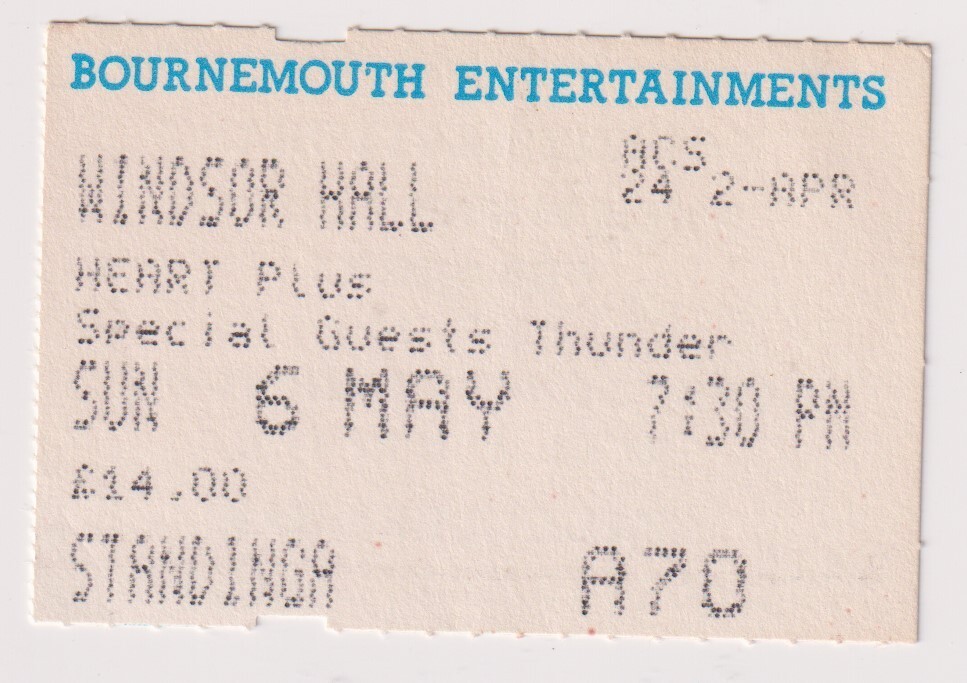 BOURNEMOUTH ENTERTAINMENTS
WINDSOR HALL
ACS
24 2-APR
HEART Plus
Special Guests Thunder
SUN 6 MAY 7:30 PM
£14.00
STANDINGA A70